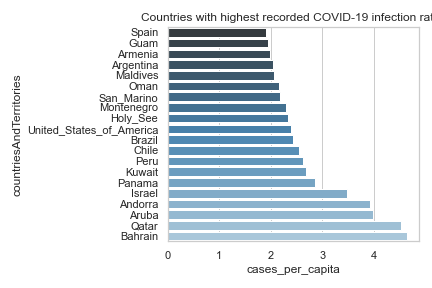 Countries with highest recorded COVID-19 infection rat
countriesAndTerritories
Spain
Guam
Armenia
Argentina
Maldives
Oman
San_Marino
Montenegro
Holy_See
United_States_of_America
Brazil
Chile
Peru
Kuwait
Panama
Israel
Andorra
Aruba
Qatar
Bahrain
0 1 2 3 4
cases_per_capita